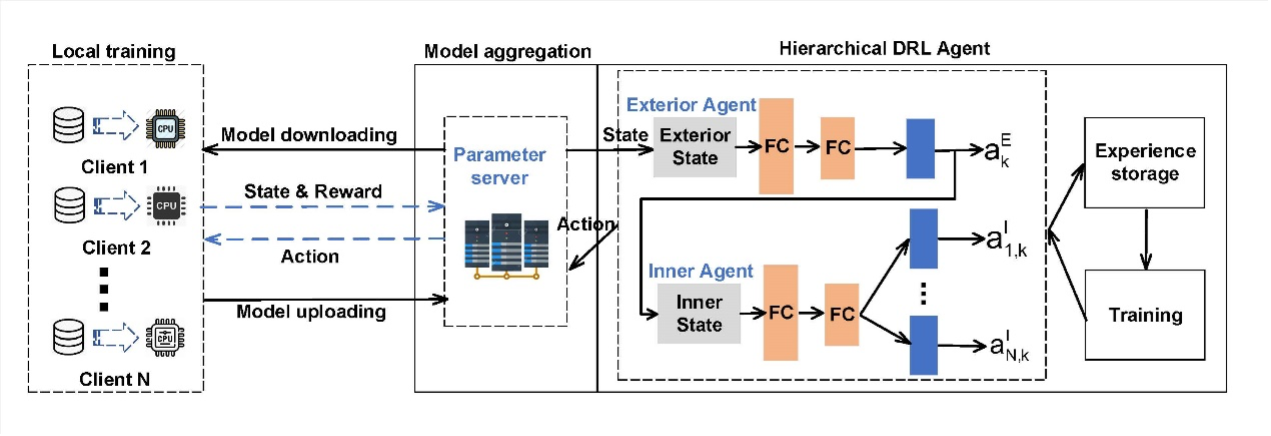 Local training
Model aggregation
Hierarchical DRL Agent
CPU
Client 1
CPU
Client 2
CPU
Client N
Model downloading
State & Reward
Action
Model uploading
Parameter
server
State
Action
Exterior Agent
Exterior
State
FC
FC
a_k^E
Inner Agent
Inner
State
FC
FC
a_{1,k}^I
a_{N,k}^I
Experience
storage
Training